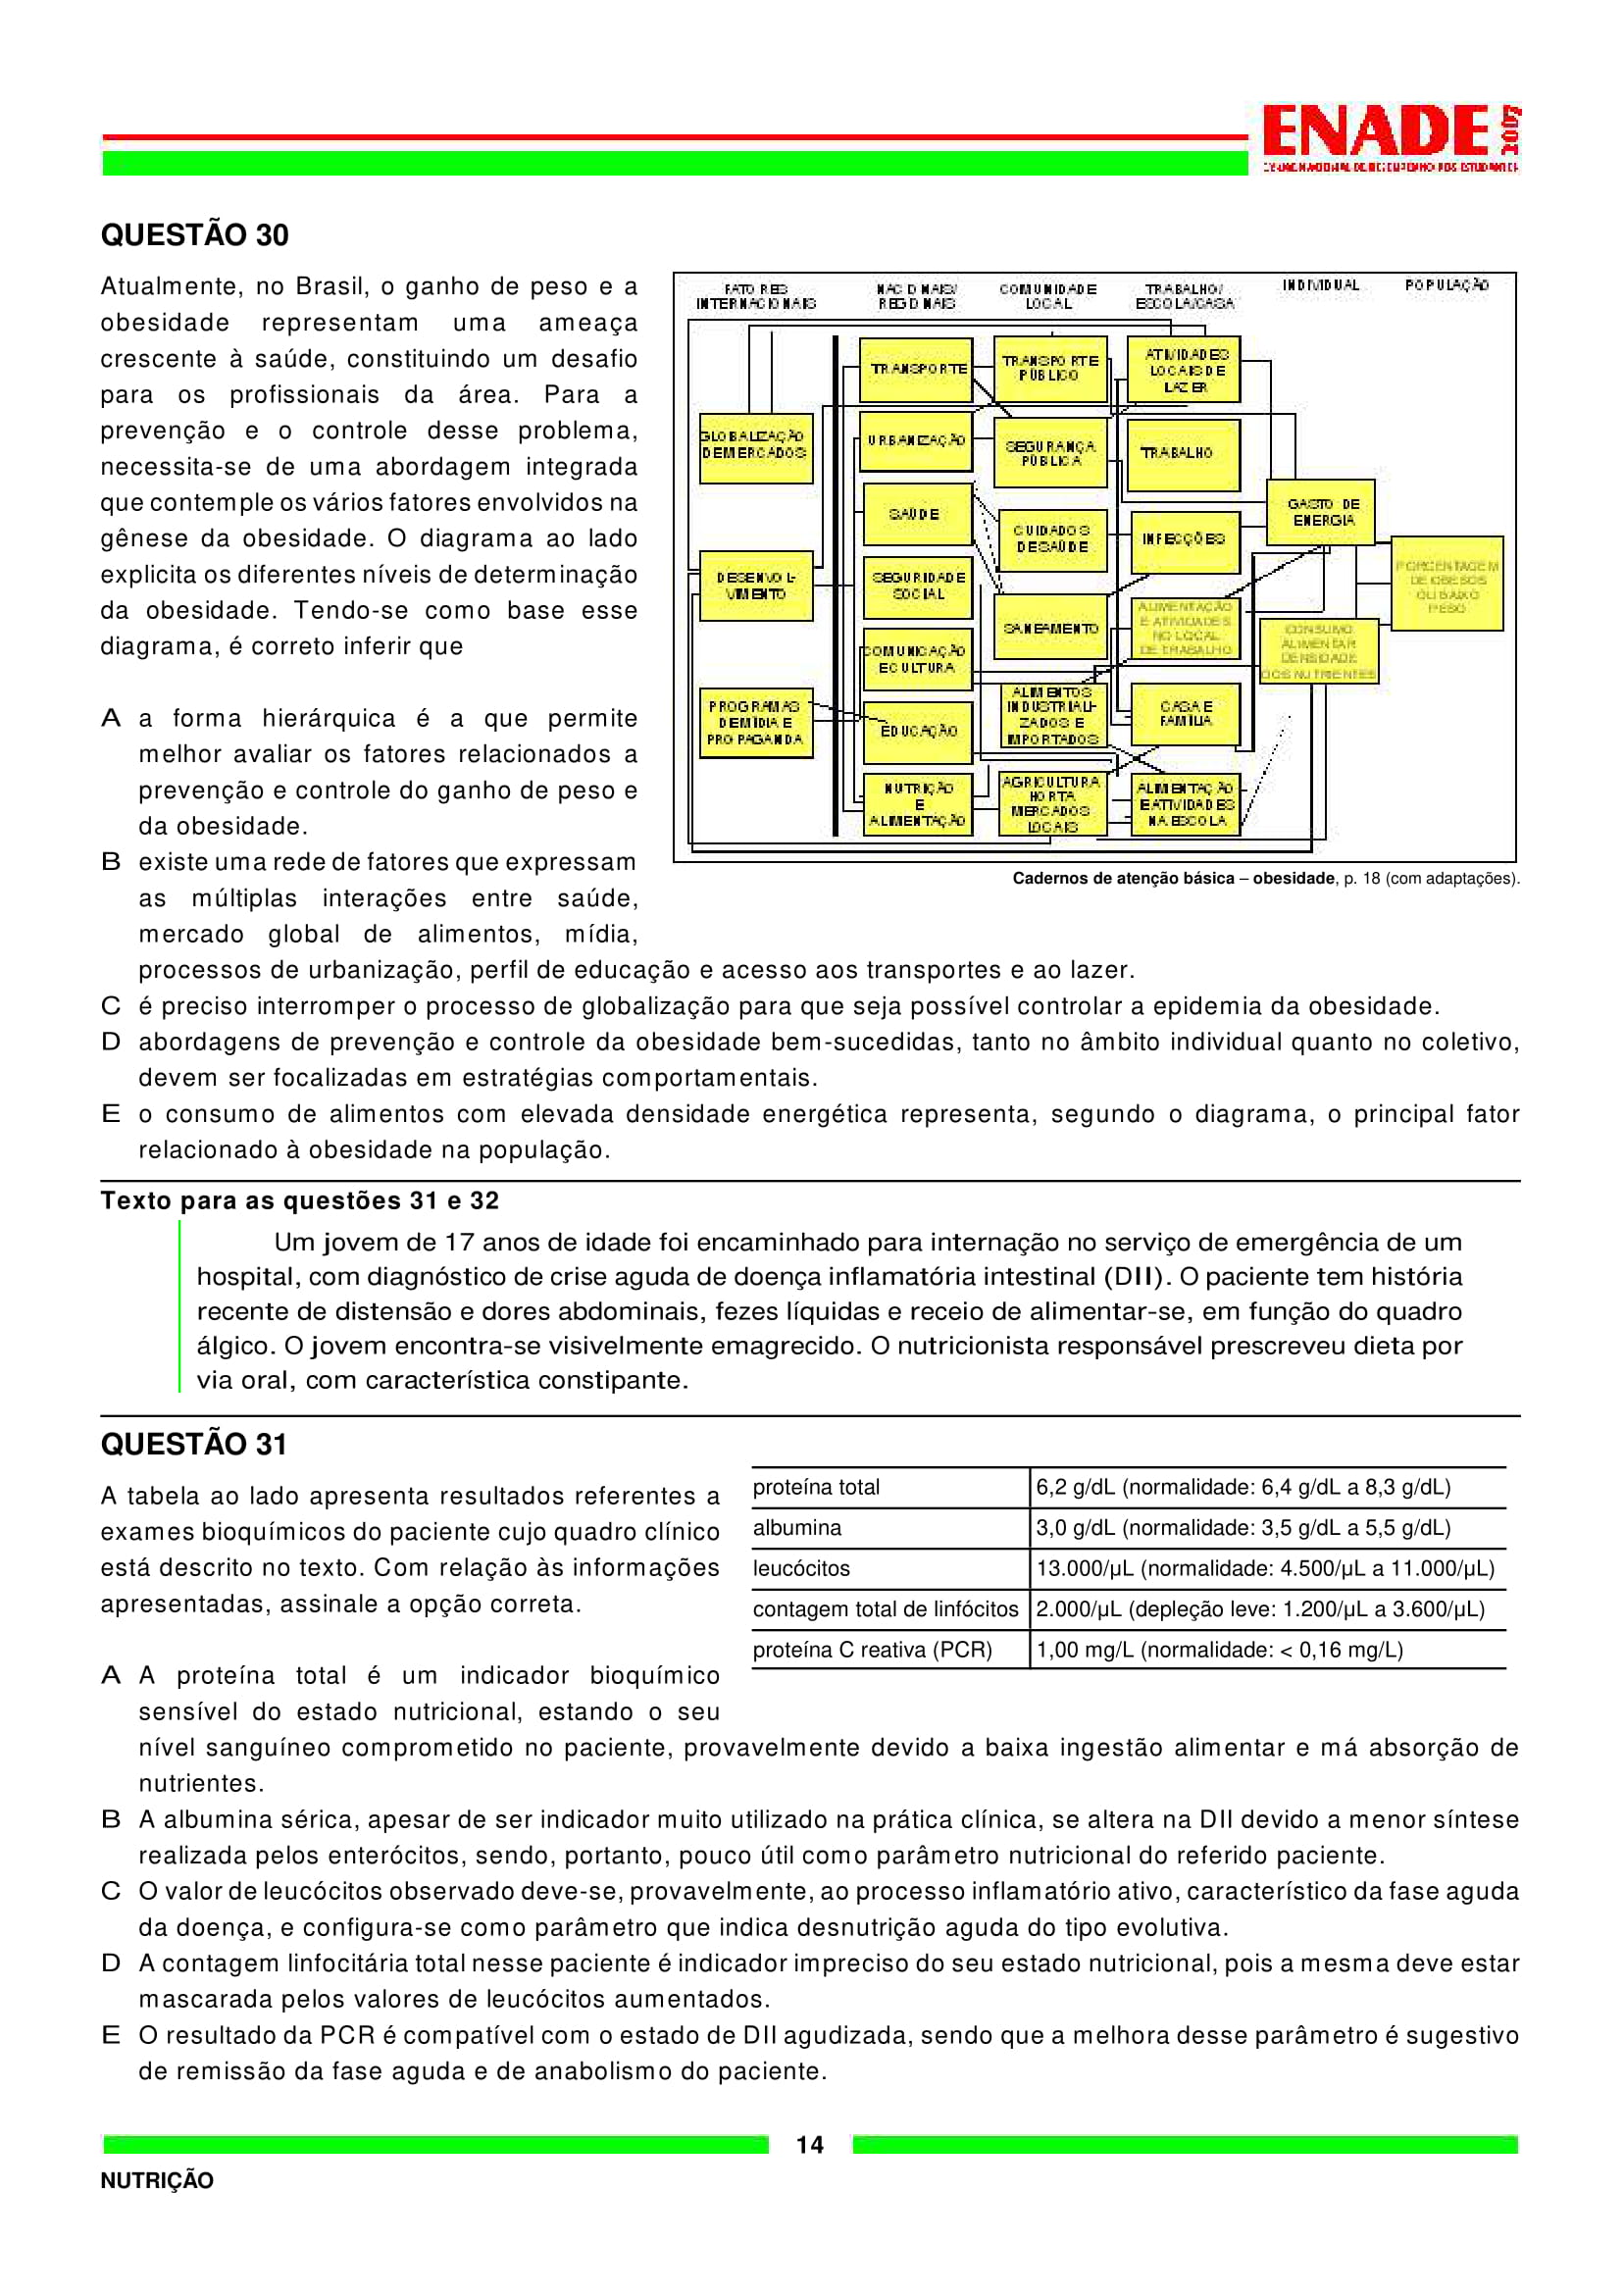 ENADE
2007
QUESTÃO 30
Atualmente, no Brasil, o ganho de peso e a
obesidade representam uma ameaça
crescente à saúde, constituindo um desafio
para os profissionais da área. Para a
prevenção e o controle desse problema,
necessita-se de uma abordagem integrada
que contemple os vários fatores envolvidos na
gênese da obesidade. O diagrama ao lado
explicita os diferentes níveis de determinação
da obesidade. Tendo-se como base esse
diagrama, é correto inferir que
FATORES
INTERNACIONAIS
NACIONAIS/
REGIONAIS
COMUNIDADE
LOCAL
TRABALHO/
ESCOLA/CASA
INDIVIDUAL
POPULAÇÃO
TRANSPORTE
TRANSPORTE
PÚBLICO
ATIVIDADES
LOCAIS DE
LAZER
GLOBALIZAÇÃO
DE MERCADOS
URBANIZAÇÃO
SEGURANÇA
PÚBLICA
TRABALHO
SAÚDE
CUIDADOS
DE SAÚDE
INFECÇÕES
GASTO DE
ENERGIA
DESENVOL-
VIMENTO
SEGURIDADE
SOCIAL
SANEAMENTO
ALIMENTAÇÃO
E ATIVIDADES
NO LOCAL
DE TRABALHO
PORCENTAGEM
DE OBESOS
OU BAIXO
PESO
COMUNICAÇÃO
E CULTURA
CONSUMO
ALIMENTAR
DENSIDADE
DOS NUTRIENTES
PROGRAMAS
DE MÍDIA E
PROPAGANDA
EDUCAÇÃO
ALIMENTOS
INDUSTRIALI-
ZADOS E
IMPORTADOS
CASA E
FAMÍLIA
NUTRIÇÃO
E
ALIMENTAÇÃO
AGRICULTURA
HORTA
MERCADOS
LOCAIS
ALIMENTAÇÃO
E ATIVIDADES
NA ESCOLA
Cadernos de atenção básica – obesidade, p. 18 (com adaptações).
A a forma hierárquica é a que permite
melhor avaliar os fatores relacionados a
prevenção e controle do ganho de peso e
da obesidade.
B existe uma rede de fatores que expressam
as múltiplas interações entre saúde,
mercado global de alimentos, mídia,
processos de urbanização, perfil de educação e acesso aos transportes e ao lazer.
C é preciso interromper o processo de globalização para que seja possível controlar a epidemia da obesidade.
D abordagens de prevenção e controle da obesidade bem-sucedidas, tanto no âmbito individual quanto no coletivo,
devem ser focalizadas em estratégias comportamentais.
E o consumo de alimentos com elevada densidade energética representa, segundo o diagrama, o principal fator
relacionado à obesidade na população.
Texto para as questões 31 e 32
Um jovem de 17 anos de idade foi encaminhado para internação no serviço de emergência de um
hospital, com diagnóstico de crise aguda de doença inflamatória intestinal (DII). O paciente tem história
recente de distensão e dores abdominais, fezes líquidas e receio de alimentar-se, em função do quadro
álgico. O jovem encontra-se visivelmente emagrecido. O nutricionista responsável prescreveu dieta por
via oral, com característica constipante.
QUESTÃO 31
A tabela ao lado apresenta resultados referentes a
exames bioquímicos do paciente cujo quadro clínico
está descrito no texto. Com relação às informações
apresentadas, assinale a opção correta.
proteína total 6,2 g/dL (normalidade: 6,4 g/dL a 8,3 g/dL)
albumina 3,0 g/dL (normalidade: 3,5 g/dL a 5,5 g/dL)
leucócitos 13.000/µL (normalidade: 4.500/µL a 11.000/µL)
contagem total de linfócitos 2.000/µL (depleção leve: 1.200/µL a 3.600/µL)
proteína C reativa (PCR) 1,00 mg/L (normalidade: < 0,16 mg/L)
A A proteína total é um indicador bioquímico
sensível do estado nutricional, estando o seu
nível sanguíneo comprometido no paciente, provavelmente devido a baixa ingestão alimentar e má absorção de
nutrientes.
B A albumina sérica, apesar de ser indicador muito utilizado na prática clínica, se altera na DII devido a menor síntese
realizada pelos enterócitos, sendo, portanto, pouco útil como parâmetro nutricional do referido paciente.
C O valor de leucócitos observado deve-se, provavelmente, ao processo inflamatório ativo, característico da fase aguda
da doença, e configura-se como parâmetro que indica desnutrição aguda do tipo evolutiva.
D A contagem linfocitária total nesse paciente é indicador impreciso do seu estado nutricional, pois a mesma deve estar
mascarada pelos valores de leucócitos aumentados.
E O resultado da PCR é compatível com o estado de DII agudizada, sendo que a melhora desse parâmetro é sugestivo
de remissão da fase aguda e de anabolismo do paciente.
14
NUTRIÇÃO